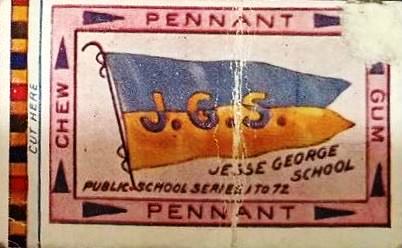 PENNANT
CUT HERE
CHEW
GUM
J.G.S.
JESSE GEORGE
SCHOOL
PUBLIC-SCHOOL SERIES 1 TO 72
PENNANT